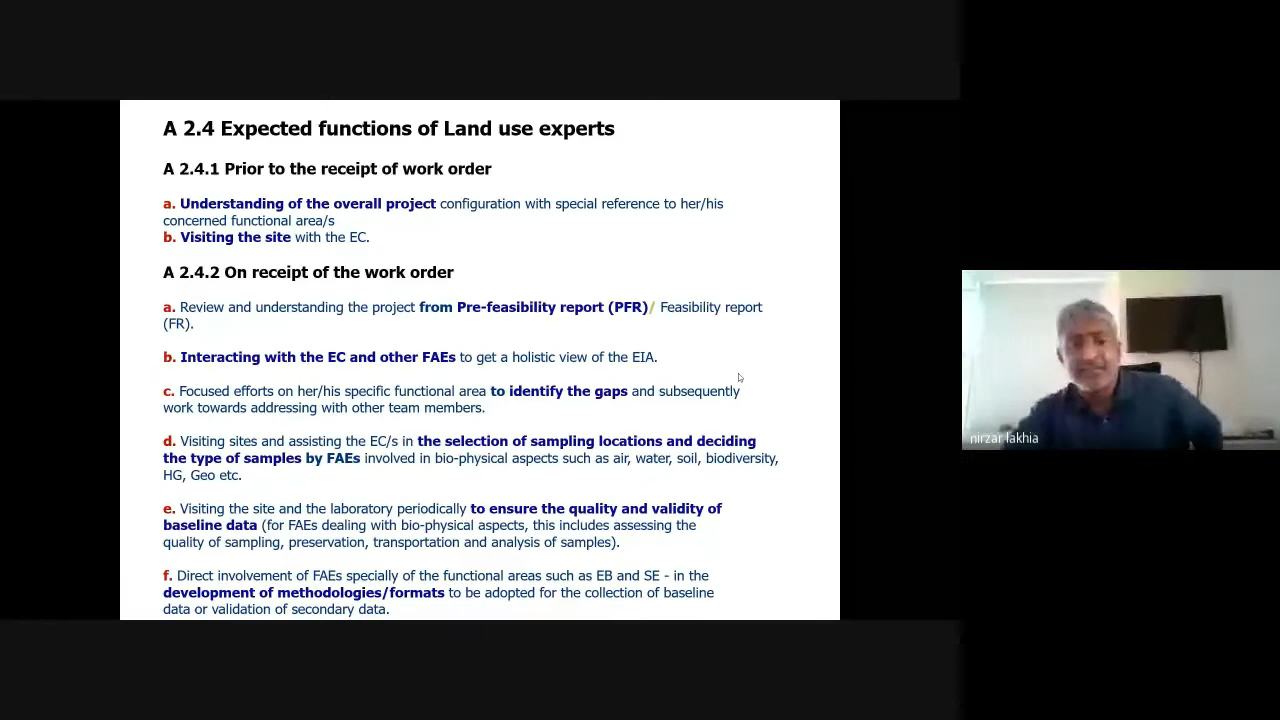 A 2.4 Expected functions of Land use experts
A 2.4.1 Prior to the receipt of work order
a. Understanding of the overall project configuration with special reference to her/his
concerned functional area/s
b. Visiting the site with the EC.
A 2.4.2 On receipt of the work order
a. Review and understanding the project from Pre-feasibility report (PFR)/ Feasibility report
(FR).
b. Interacting with the EC and other FAEs to get a holistic view of the EIA.
c. Focused efforts on her/his specific functional area to identify the gaps and subsequently
work towards addressing with other team members.
d. Visiting sites and assisting the EC/s in the selection of sampling locations and deciding
the type of samples by FAEs involved in bio-physical aspects such as air, water, soil, biodiversity,
HG, Geo etc.
e. Visiting the site and the laboratory periodically to ensure the quality and validity of
baseline data (for FAEs dealing with bio-physical aspects, this includes assessing the
quality of sampling, preservation, transportation and analysis of samples).
f. Direct involvement of FAEs specially of the functional areas such as EB and SE - in the
development of methodologies/formats to be adopted for the collection of baseline
data or validation of secondary data.
nirzar lakhia